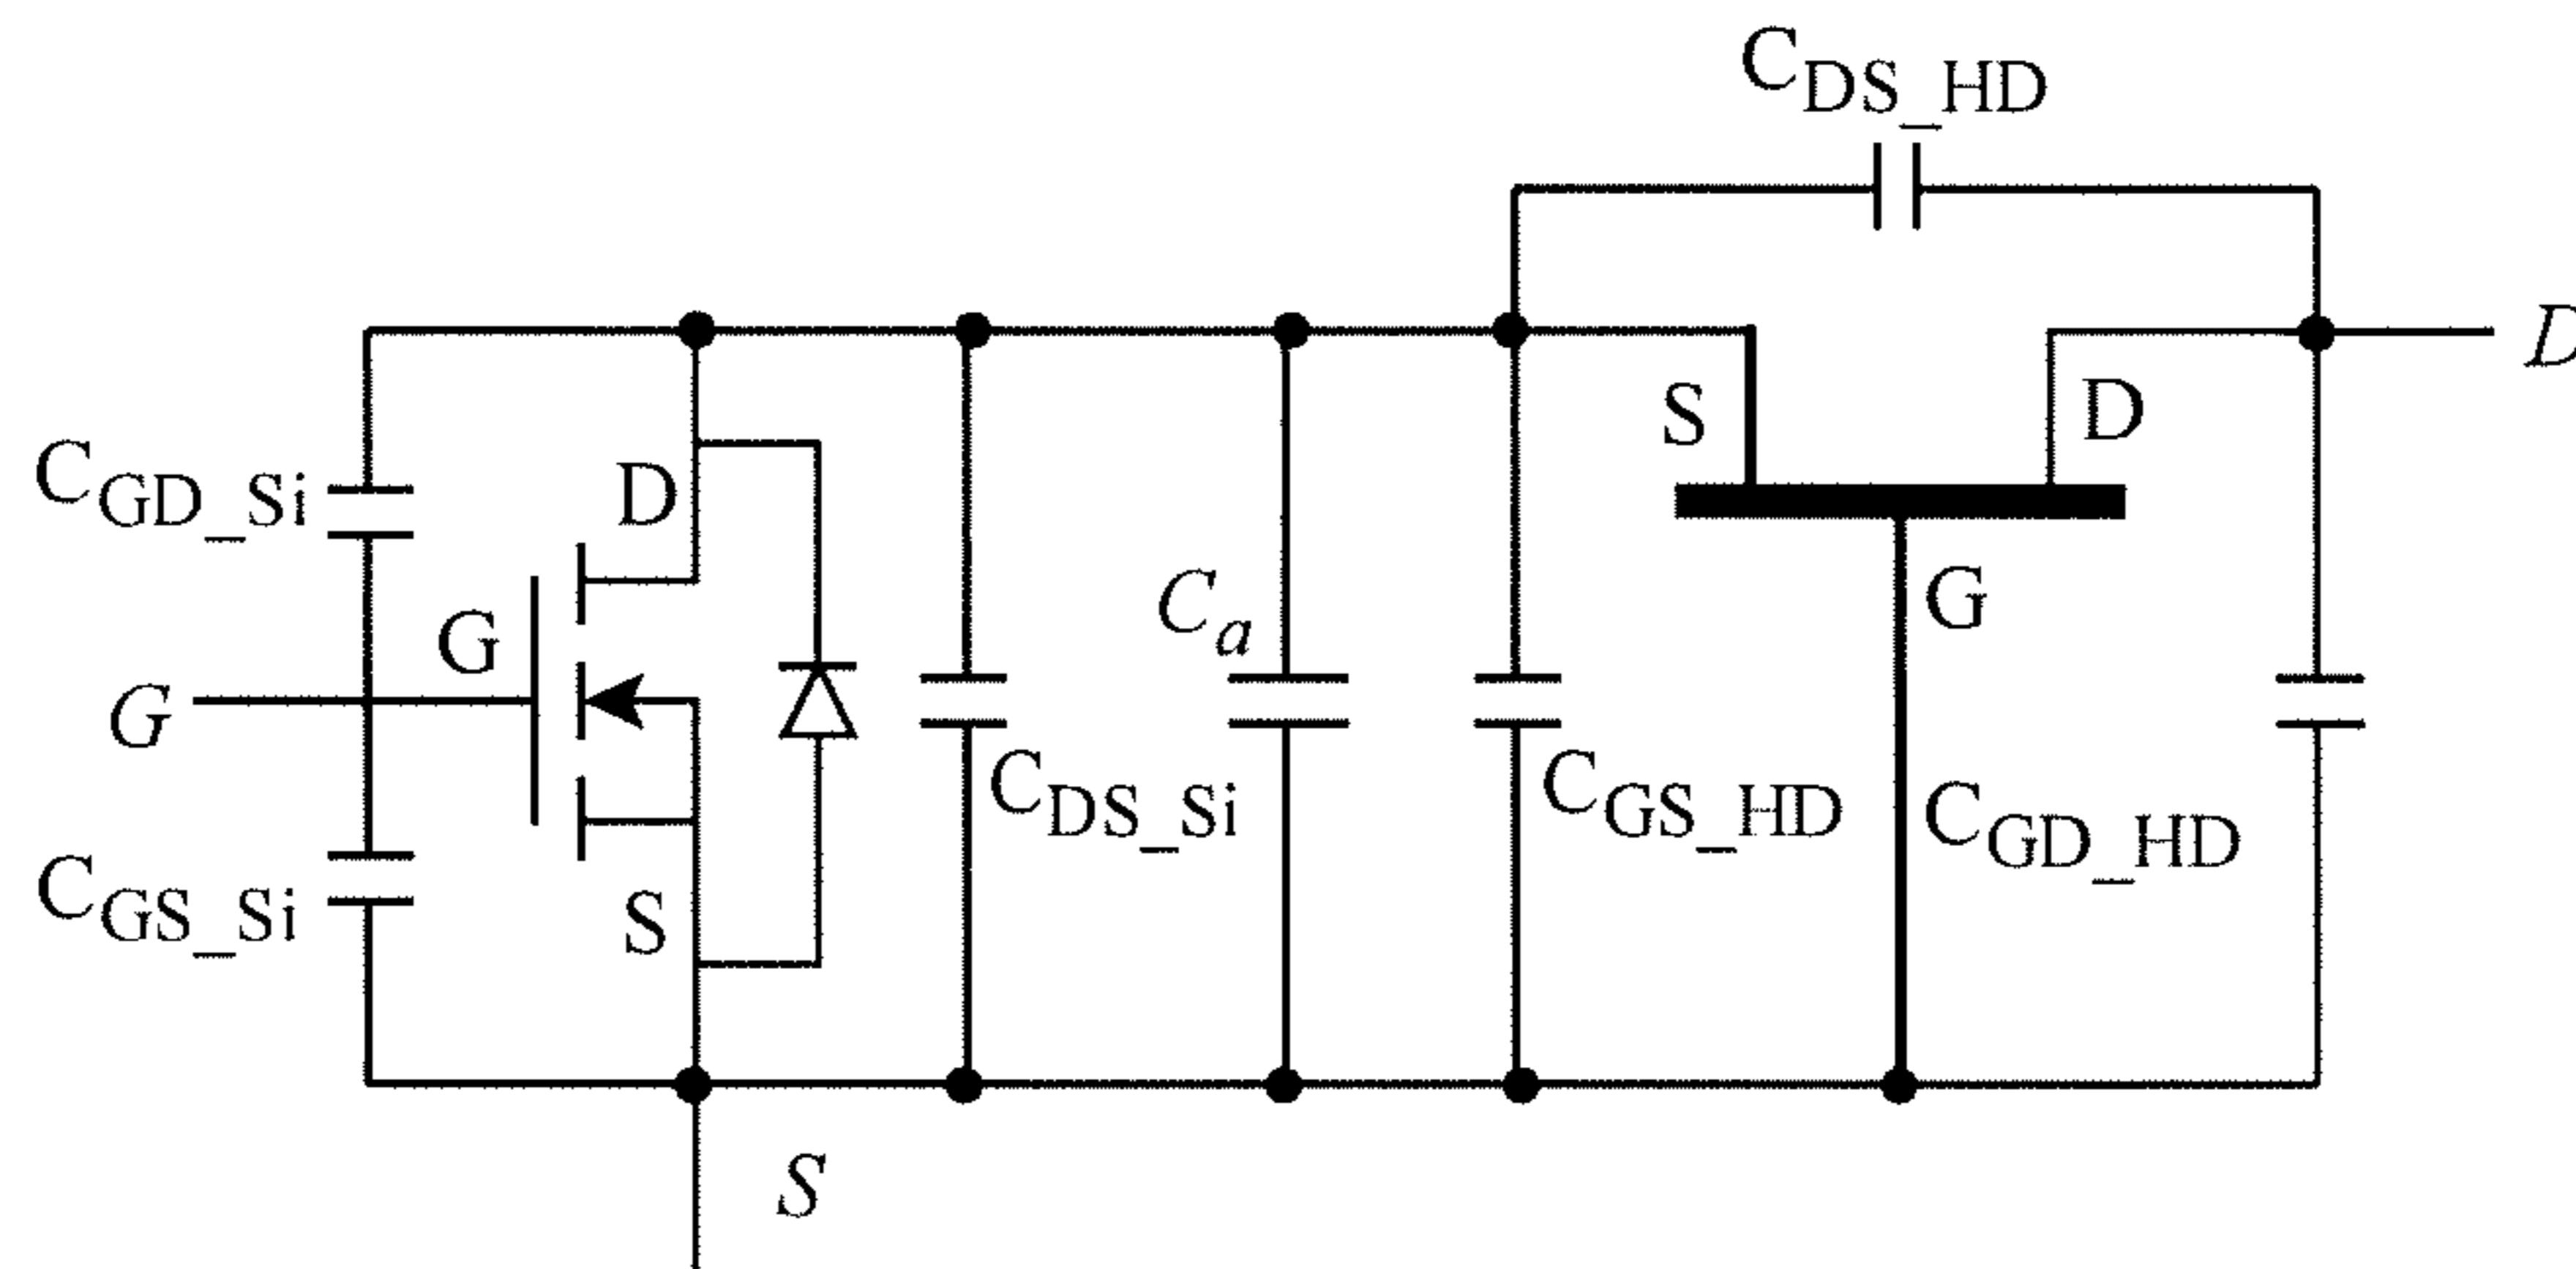 C_DS_HD
D
S
D
C_GD_Si
D
G
C_a
G
G
C_DS_Si
C_GS_HD
C_GD_HD
C_GS_Si
S
S